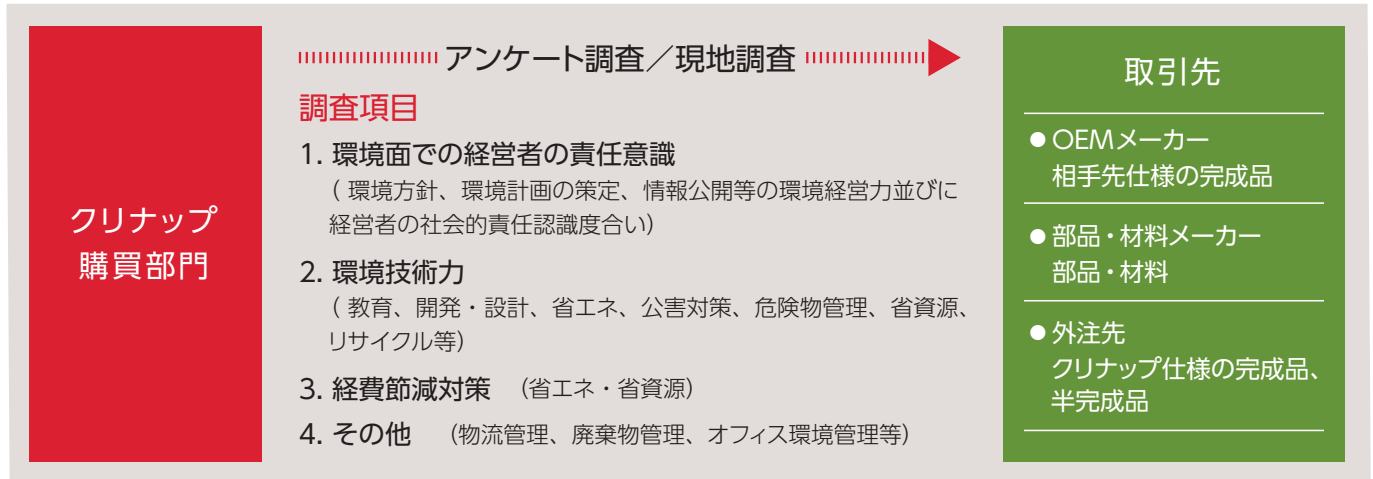 クリナップ
購買部門
アンケート調査／現地調査
調査項目
1. 環境面での経営者の責任意識
（ 環境方針、環境計画の策定、情報公開等の環境経営力並びに
経営者の社会的責任認識度合い）
2. 環境技術力
（ 教育、開発・設計、省エネ、公害対策、危険物管理、省資源、
リサイクル等）
3. 経費節減対策　（省エネ・省資源）
4. その他　（物流管理、廃棄物管理、オフィス環境管理等）
取引先
● OEMメーカー
相手先仕様の完成品
● 部品・材料メーカー
部品・材料
● 外注先
クリナップ仕様の完成品、
半完成品